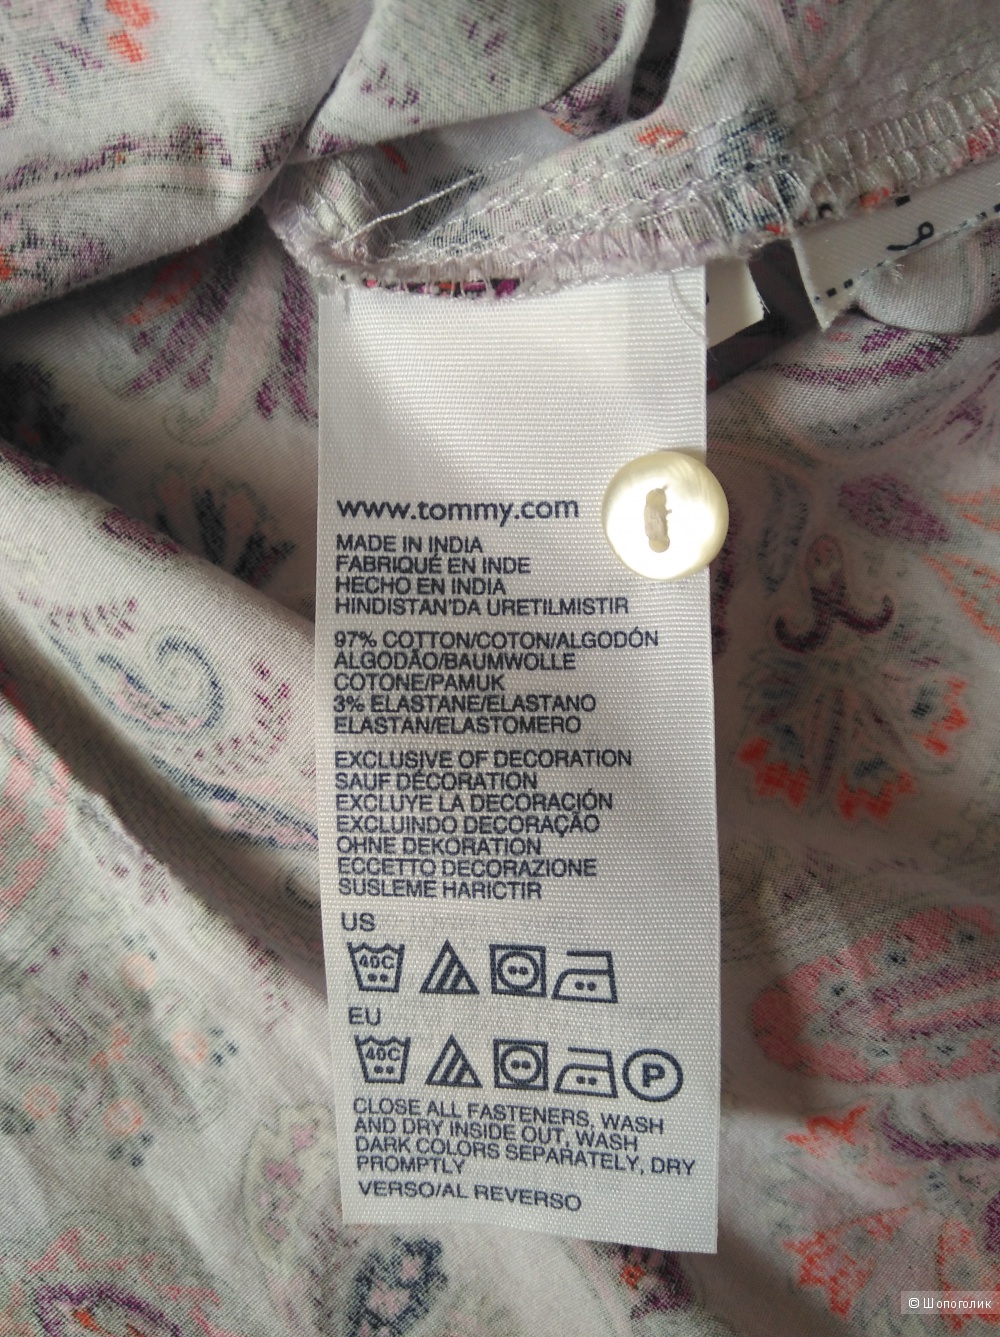 www.tommy.com
MADE IN INDIA
FABRIQUÉ EN INDE
HECHO EN INDIA
HINDISTAN'DA URETILMISTIR
97% COTTON/COTON/ALGODÓN
ALGODÃO/BAUMWOLLE
COTONE/PAMUK
3% ELASTANE/ELASTANO
ELASTAN/ELASTOMERO
EXCLUSIVE OF DECORATION
SAUF DÉCORATION
EXCLUYE LA DECORACIÓN
EXCLUINDO DECORAÇÃO
OHNE DEKORATION
ECCETTO DECORAZIONE
SUSLEME HARICTIR
US
40C
EU
40C P
CLOSE ALL FASTENERS, WASH
AND DRY INSIDE OUT, WASH
DARK COLORS SEPARATELY, DRY
PROMPTLY
VERSO/AL REVERSO
© Шопоголик